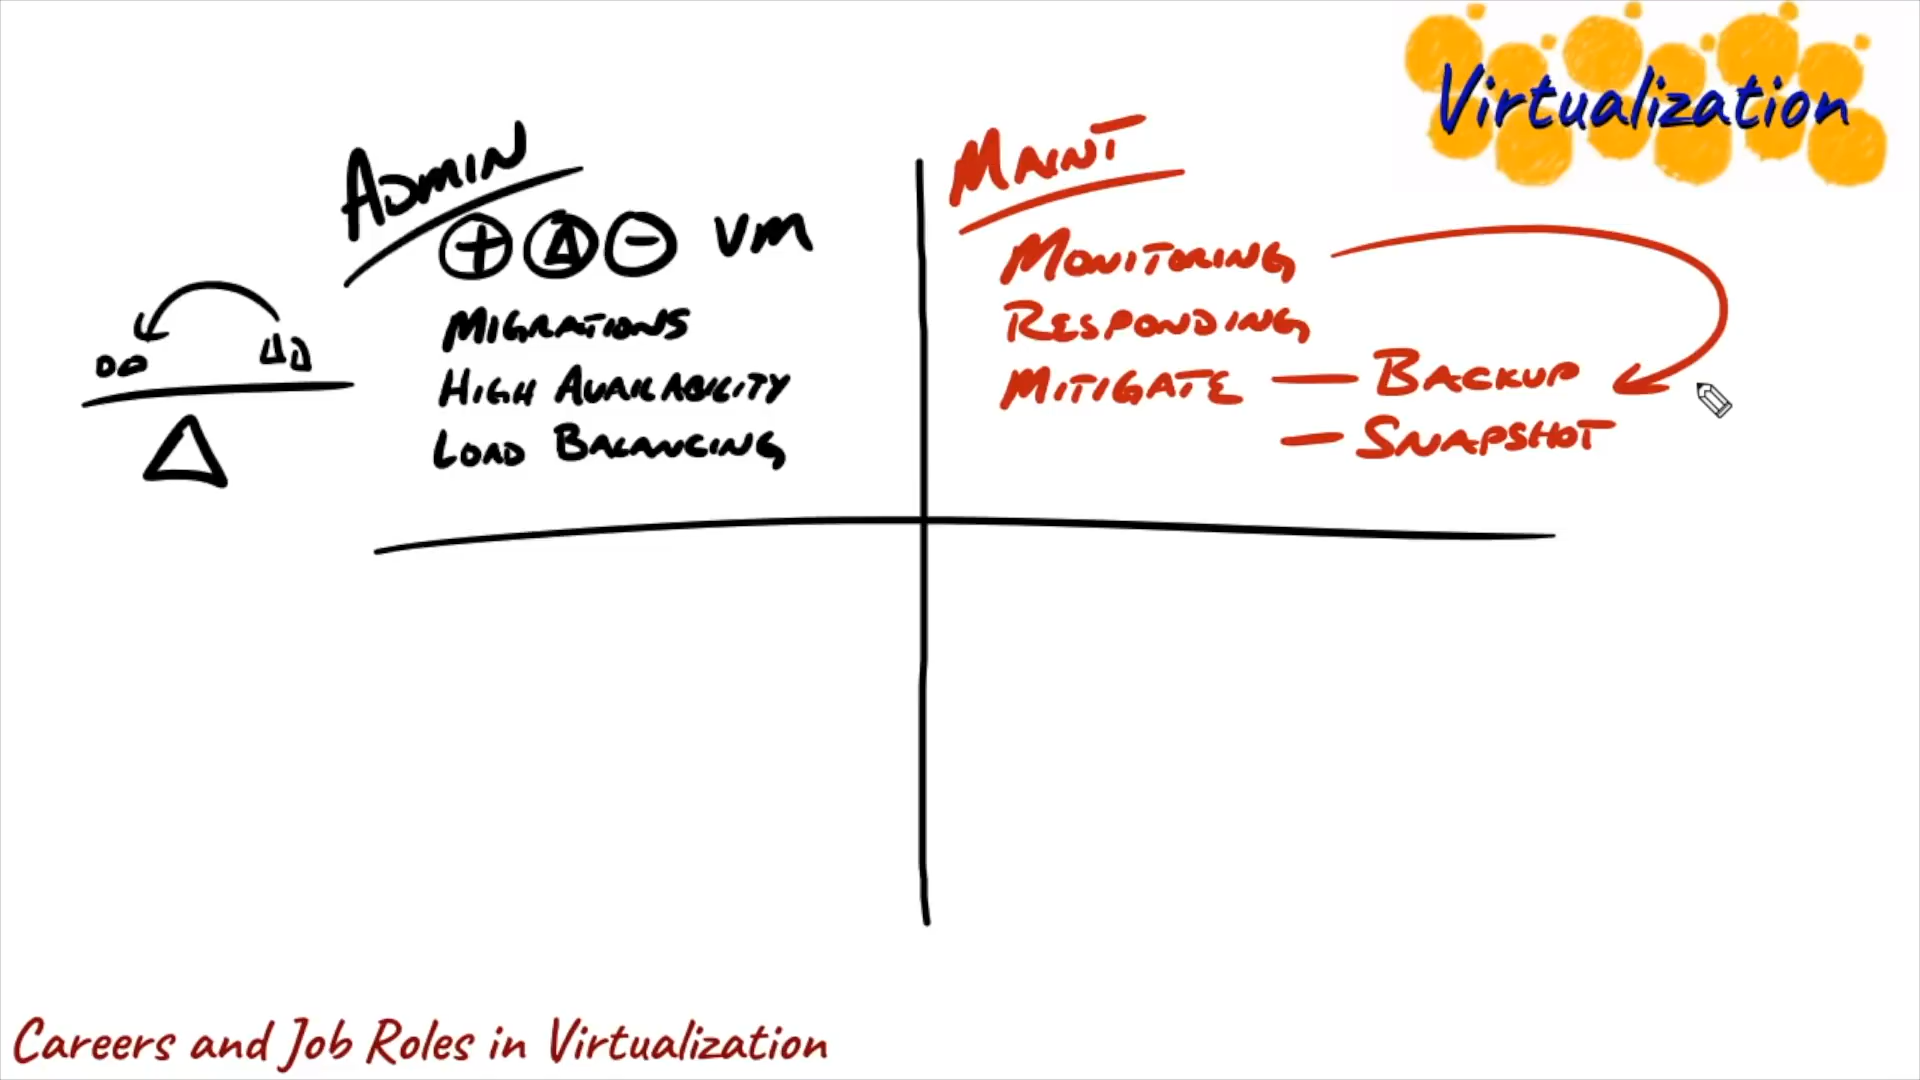 Virtualization
ADMIN
+ Δ - VM
MIGRATIONS
HIGH AVAILABILITY
LOAD BALANCING
MAINT
MONITORING
RESPONDING
MITIGATE — BACKUP
— SNAPSHOT
Careers and Job Roles in Virtualization